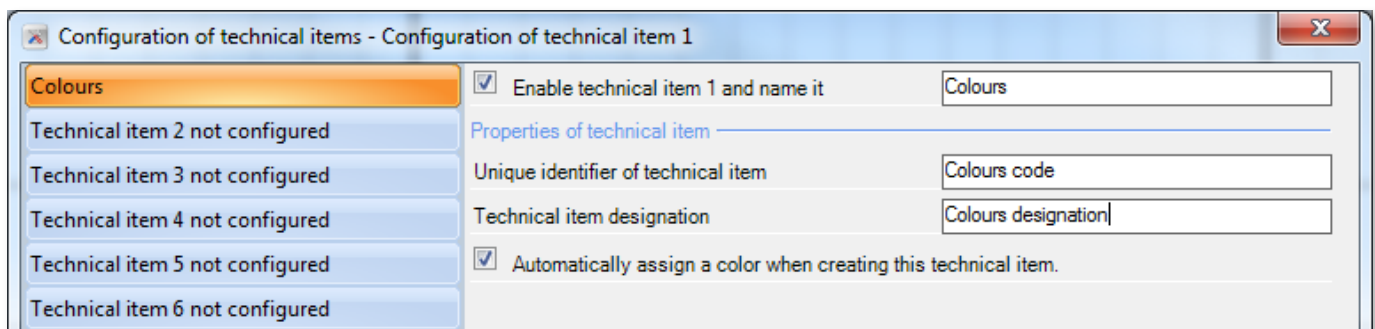 Configuration of technical items - Configuration of technical item 1
Colours
Technical item 2 not configured
Technical item 3 not configured
Technical item 4 not configured
Technical item 5 not configured
Technical item 6 not configured
Enable technical item 1 and name it Colours
Properties of technical item
Unique identifier of technical item Colours code
Technical item designation Colours designation
Automatically assign a color when creating this technical item.